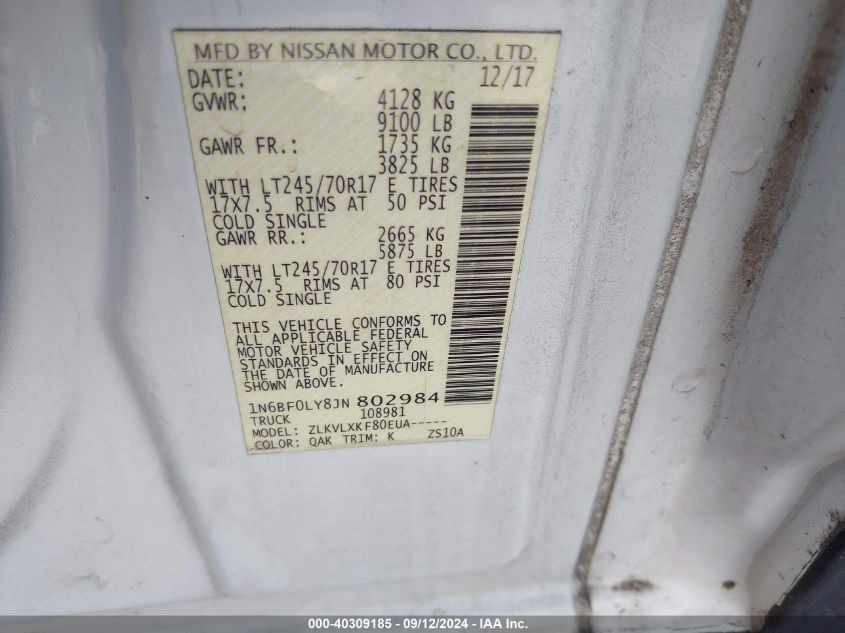 MFD BY NISSAN MOTOR CO., LTD.
DATE: 12/17
GVWR: 4128 KG
9100 LB
GAWR FR.: 1735 KG
3825 LB
WITH LT245/70R17 E TIRES
17X7.5 RIMS AT 50 PSI
COLD SINGLE
GAWR RR.: 2665 KG
5875 LB
WITH LT245/70R17 E TIRES
17X7.5 RIMS AT 80 PSI
COLD SINGLE
THIS VEHICLE CONFORMS TO
ALL APPLICABLE FEDERAL
MOTOR VEHICLE SAFETY
STANDARDS IN EFFECT ON
THE DATE OF MANUFACTURE
SHOWN ABOVE.
1N6BF0LY8JN 802984
TRUCK 108981
MODEL: ZLKVLXKF80EUA-----
COLOR: QAK TRIM: K ZS10A
000-40309185 - 09/12/2024 - IAA Inc.